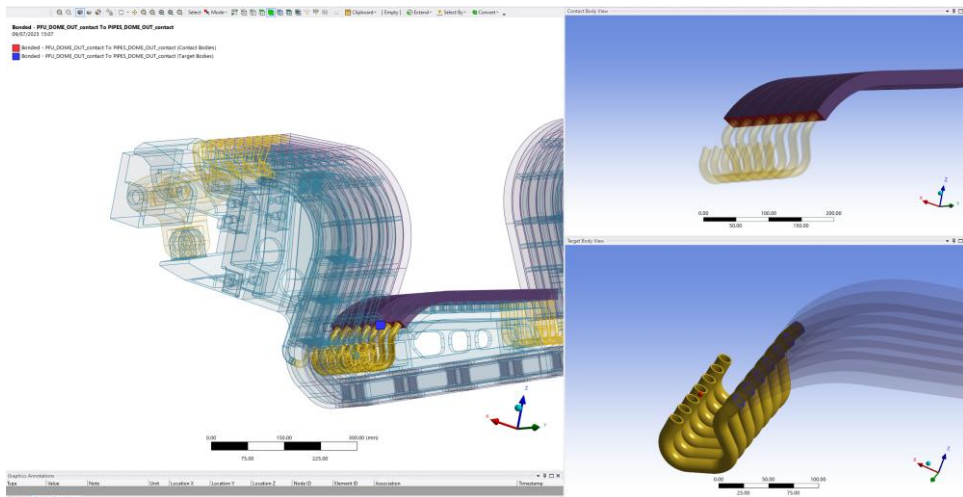 Select Mode Clipboard [Empty] Extend Select By Convert
Bonded - PFU_DOME_OUT_contact To PIPES_DOME_OUT_contact
09/07/2025 15:07
Bonded - PFU_DOME_OUT_contact To PIPES_DOME_OUT_contact (Contact Bodies)
Bonded - PFU_DOME_OUT_contact To PIPES_DOME_OUT_contact (Target Bodies)
Z
X
Y
0.00 150.00 300.00 (mm)
75.00 225.00
Graphics Annotations
Type Value Note Unit Location X Location Y Location Z Node ID Element ID Association Timestamp
Contact Body View
Z
X
Y
0.00 100.00 200.00
50.00 150.00
Target Body View
Z
X
Y
0.00 50.00 100.00
25.00 75.00